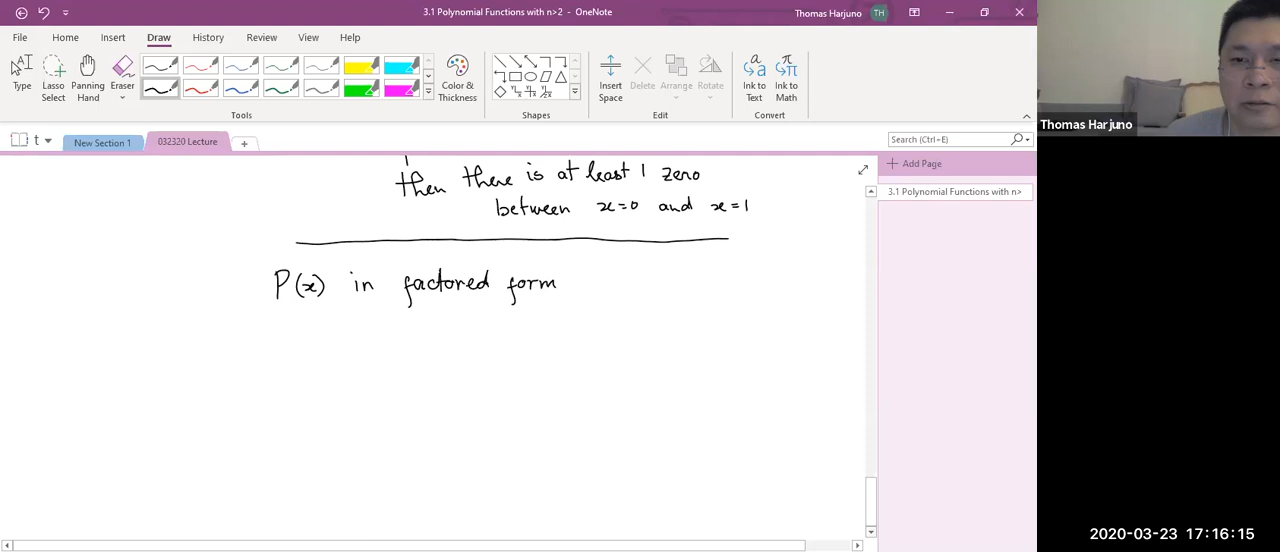 3.1 Polynomial Functions with n>2 - OneNote
Thomas Harjuno TH
File Home Insert Draw History Review View Help
Type
Lasso Select
Panning Hand
Eraser
Color & Thickness
Insert Space
Delete
Arrange
Rotate
Ink to Text
Ink to Math
Tools
Shapes
Edit
Convert
t
New Section 1
032320 Lecture
Search (Ctrl+E)
Add Page
3.1 Polynomial Functions with n>
then there is at least 1 zero
between x=0 and x=1
P(x) in factored form
Thomas Harjuno
2020-03-23 17:16:15